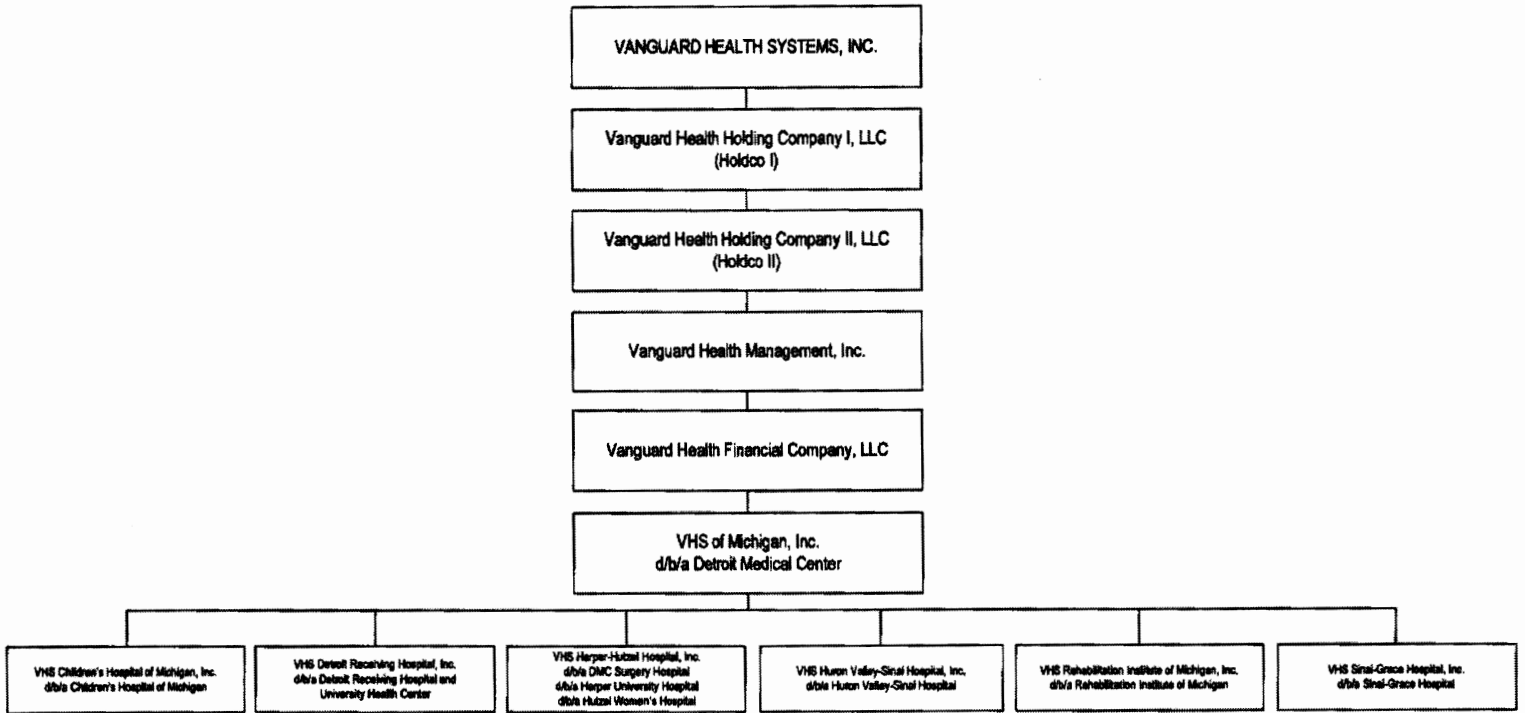 VANGUARD HEALTH SYSTEMS, INC.
Vanguard Health Holding Company I, LLC
(Holdco I)
Vanguard Health Holding Company II, LLC
(Holdco II)
Vanguard Health Management, Inc.
Vanguard Health Financial Company, LLC
VHS of Michigan, Inc.
d/b/a Detroit Medical Center
VHS Children's Hospital of Michigan, Inc.
d/b/a Children's Hospital of Michigan
VHS Detroit Receiving Hospital, Inc.
d/b/a Detroit Receiving Hospital and
University Health Center
VHS Harper-Hutzel Hospital, Inc.
d/b/a DMC Surgery Hospital
d/b/a Harper University Hospital
d/b/a Hutzel Women's Hospital
VHS Huron Valley-Sinai Hospital, Inc.
d/b/a Huron Valley-Sinai Hospital
VHS Rehabilitation Institute of Michigan, Inc.
d/b/a Rehabilitation Institute of Michigan
VHS Sinai-Grace Hospital, Inc.
d/b/a Sinai-Grace Hospital